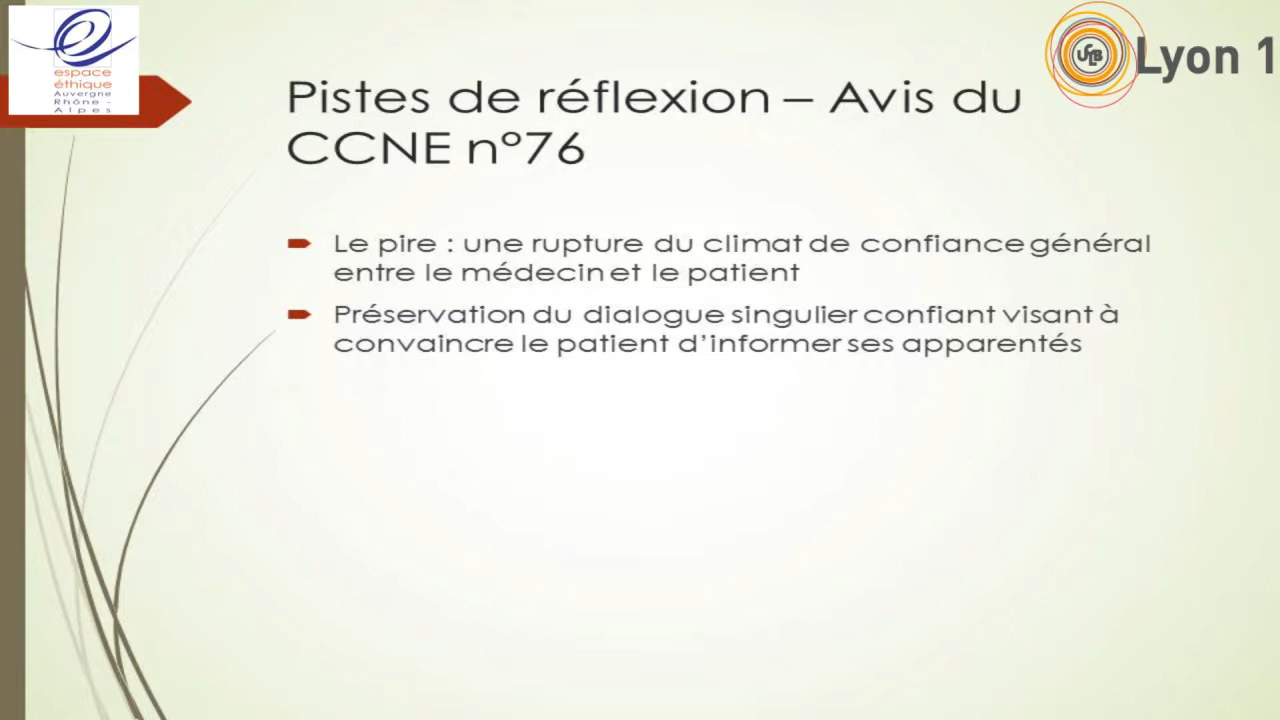 espace
éthique
Auvergne
Rhône -
Alpes
UCLB
Lyon 1
Pistes de réflexion – Avis du
CCNE n°76
Le pire : une rupture du climat de confiance général
entre le médecin et le patient
Préservation du dialogue singulier confiant visant à
convaincre le patient d’informer ses apparentés